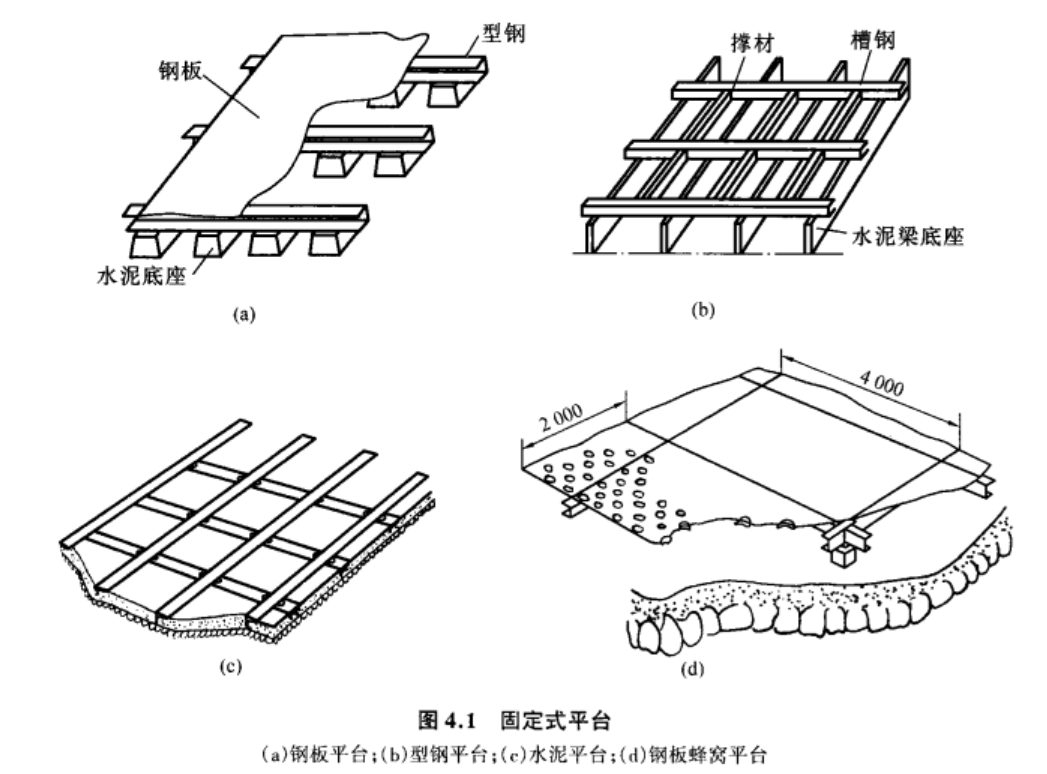 型钢
钢板
水泥底座
(a)
撑材
槽钢
水泥梁底座
(b)
(c)
2 000
4 000
(d)
图 4.1 固定式平台
(a)钢板平台;(b)型钢平台;(c)水泥平台;(d)钢板蜂窝平台